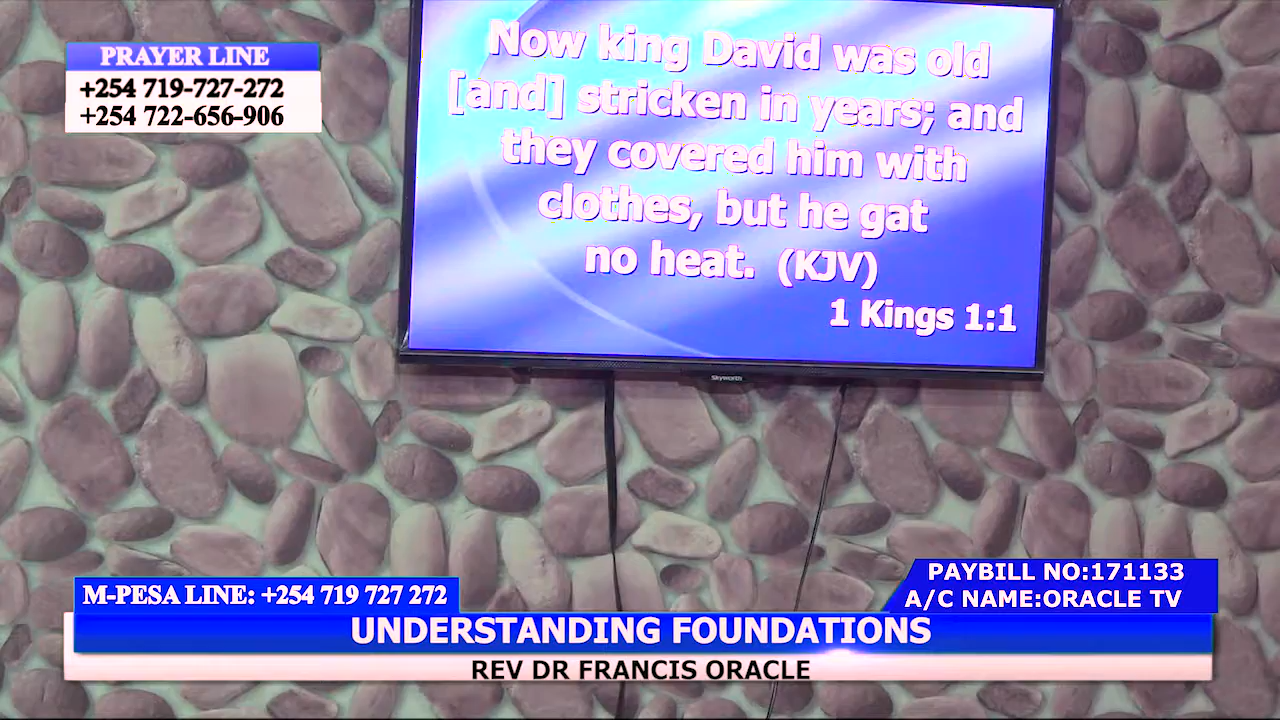 PRAYER LINE
+254 719-727-272
+254 722-656-906
Now king David was old
[and] stricken in years; and
they covered him with
clothes, but he gat
no heat. (KJV)
1 Kings 1:1
Skyworth
M-PESA LINE: +254 719 727 272
PAYBILL NO:171133
A/C NAME:ORACLE TV
UNDERSTANDING FOUNDATIONS
REV DR FRANCIS ORACLE